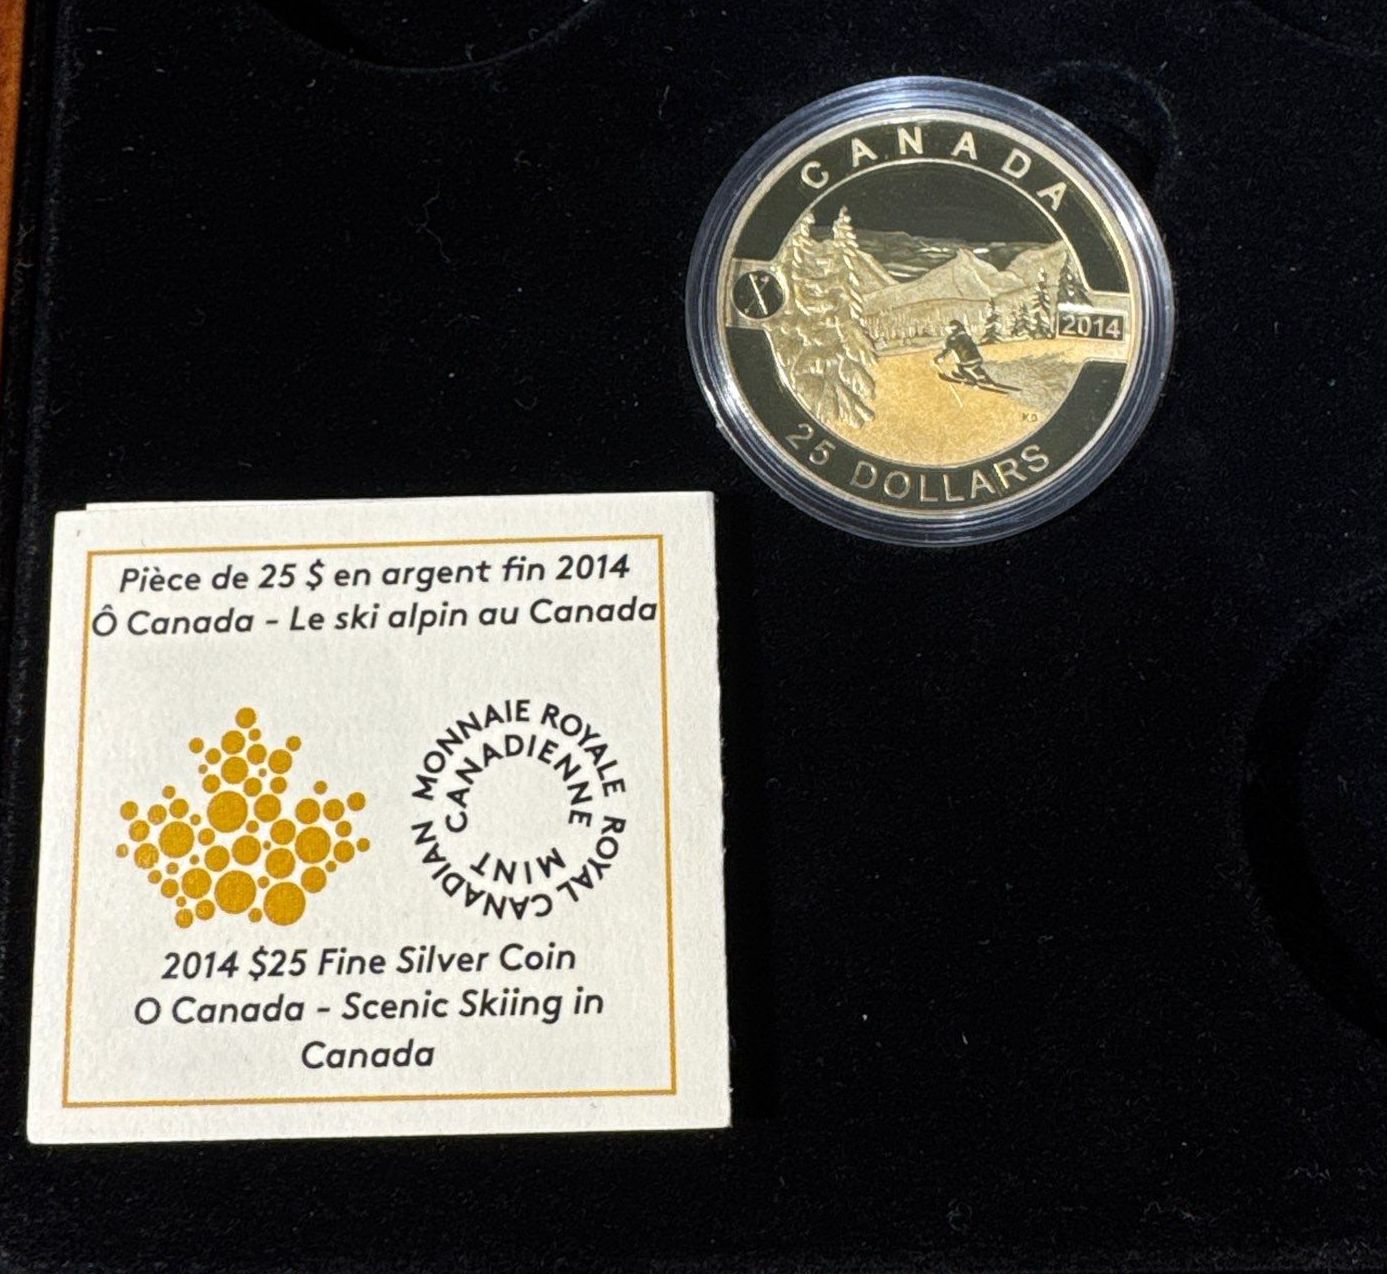 CANADA
2014
KD
25 DOLLARS
Pièce de 25 $ en argent fin 2014
Ô Canada - Le ski alpin au Canada
MONNAIE ROYALE
CANADIENNE
ROYAL CANADIAN
MINT
2014 $25 Fine Silver Coin
O Canada - Scenic Skiing in
Canada